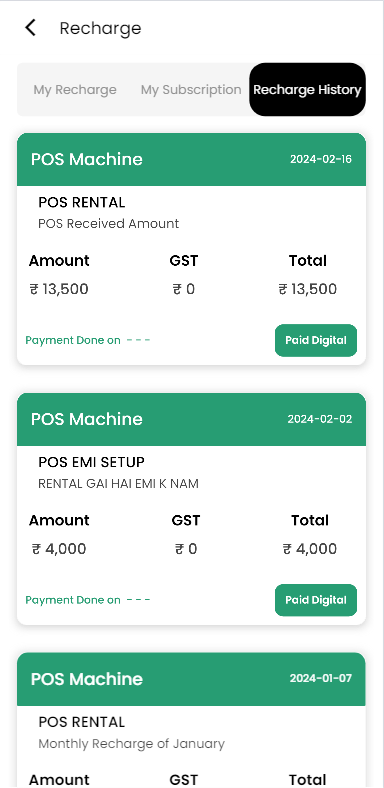 Recharge
My Recharge My Subscription Recharge History
POS Machine 2024-02-16
POS RENTAL
POS Received Amount
Amount GST Total
₹ 13,500 ₹ 0 ₹ 13,500
Payment Done on - - - Paid Digital
POS Machine 2024-02-02
POS EMI SETUP
RENTAL GAI HAI EMI K NAM
Amount GST Total
₹ 4,000 ₹ 0 ₹ 4,000
Payment Done on - - - Paid Digital
POS Machine 2024-01-07
POS RENTAL
Monthly Recharge of January
Amount GST Total